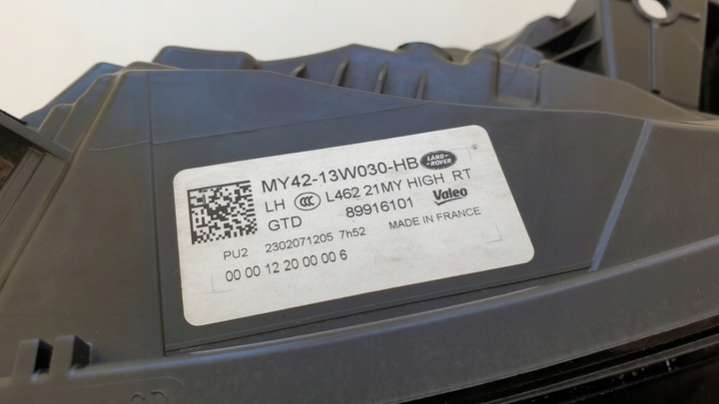 MY42-13W030-HB LAND-ROVER
LH CCC L462 21MY HIGH RT
GTD 89916101 Valeo
PU2 2302071205 7h52 MADE IN FRANCE
00 00 12 20 00 00 6